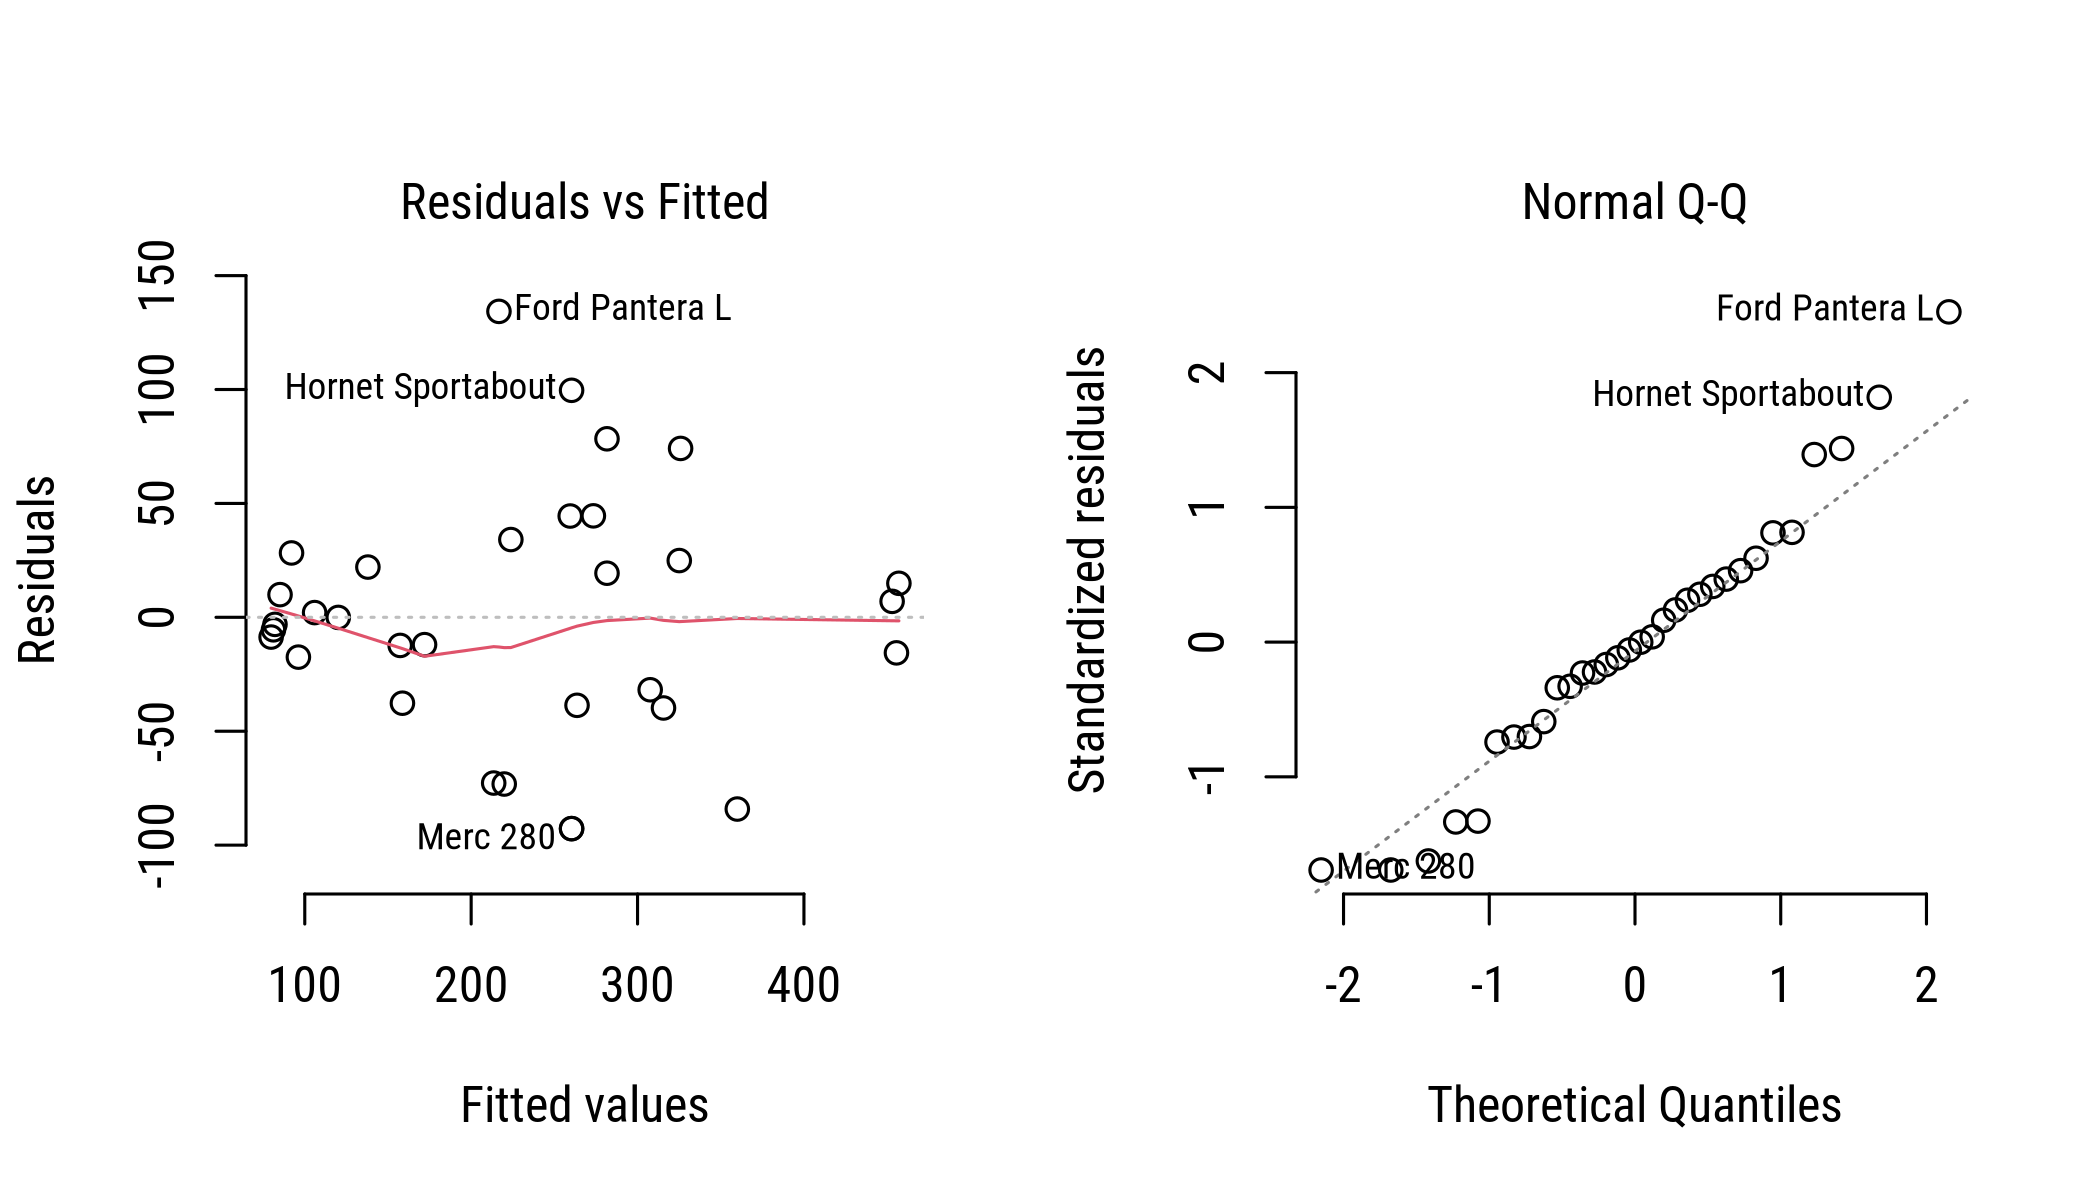 Residuals vs Fitted
Residuals
150
100
50
0
-50
-100
Ford Pantera L
Hornet Sportabout
Merc 280
100 200 300 400
Fitted values
Normal Q-Q
Standardized residuals
2
1
0
-1
Ford Pantera L
Hornet Sportabout
Merc 280
-2 -1 0 1 2
Theoretical Quantiles